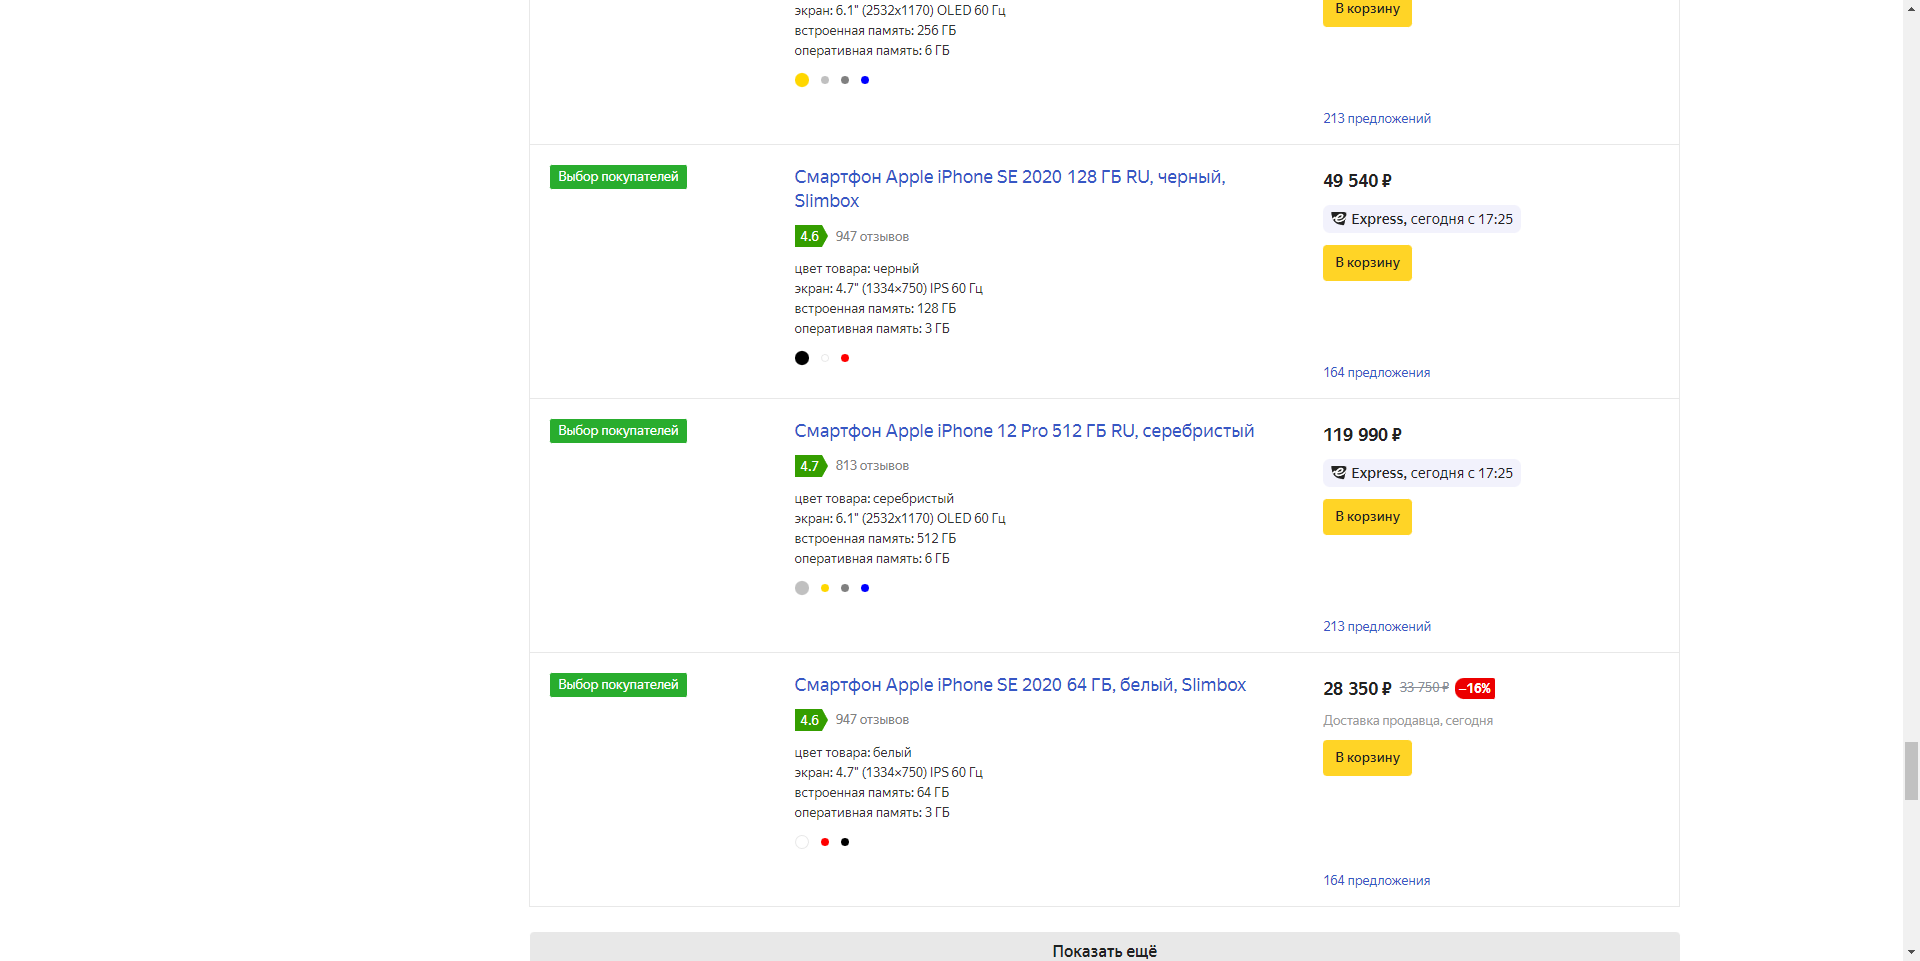 экран: 6.1" (2532x1170) OLED 60 Гц
встроенная память: 256 ГБ
оперативная память: 6 ГБ
В корзину
213 предложений
Выбор покупателей
Смартфон Apple iPhone SE 2020 128 ГБ RU, черный,
Slimbox
4.6 947 отзывов
цвет товара: черный
экран: 4.7" (1334×750) IPS 60 Гц
встроенная память: 128 ГБ
оперативная память: 3 ГБ
49 540 ₽
Express, сегодня с 17:25
В корзину
164 предложения
Выбор покупателей
Смартфон Apple iPhone 12 Pro 512 ГБ RU, серебристый
4.7 813 отзывов
цвет товара: серебристый
экран: 6.1" (2532x1170) OLED 60 Гц
встроенная память: 512 ГБ
оперативная память: 6 ГБ
119 990 ₽
Express, сегодня с 17:25
В корзину
213 предложений
Выбор покупателей
Смартфон Apple iPhone SE 2020 64 ГБ, белый, Slimbox
4.6 947 отзывов
цвет товара: белый
экран: 4.7" (1334×750) IPS 60 Гц
встроенная память: 64 ГБ
оперативная память: 3 ГБ
28 350 ₽ 33 750 ₽ –16%
Доставка продавца, сегодня
В корзину
164 предложения
Показать ещё